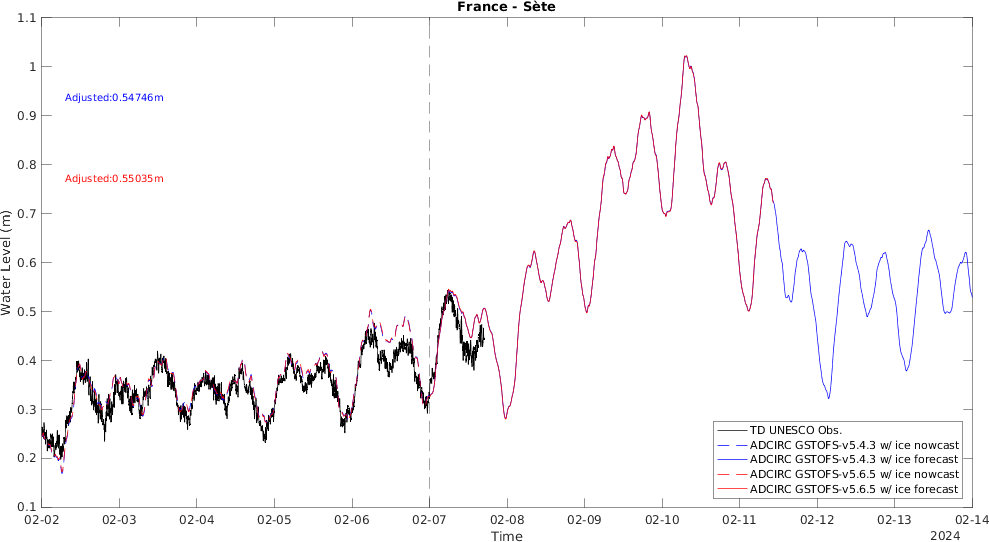 France - Sète
1.1
1
0.9
0.8
0.7
0.6
0.5
0.4
0.3
0.2
0.1
Water Level (m)
Adjusted:0.54746m
Adjusted:0.55035m
TD UNESCO Obs.
ADCIRC GSTOFS-v5.4.3 w/ ice nowcast
ADCIRC GSTOFS-v5.4.3 w/ ice forecast
ADCIRC GSTOFS-v5.6.5 w/ ice nowcast
ADCIRC GSTOFS-v5.6.5 w/ ice forecast
02-02 02-03 02-04 02-05 02-06 02-07 02-08 02-09 02-10 02-11 02-12 02-13 02-14
Time
2024